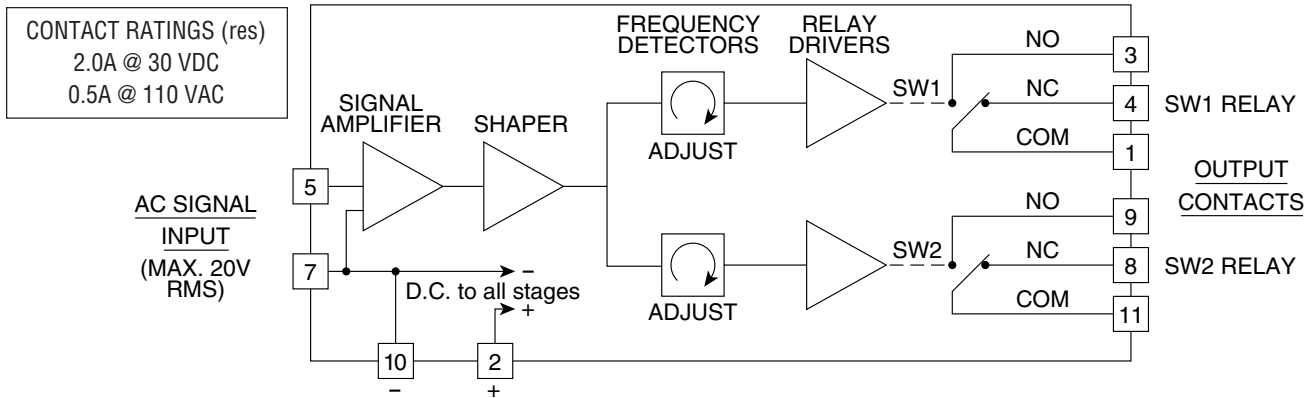 CONTACT RATINGS (res)
2.0A @ 30 VDC
0.5A @ 110 VAC
FREQUENCY
DETECTORS
RELAY
DRIVERS
SIGNAL
AMPLIFIER
SHAPER
ADJUST
SW1
NO
3
NC
4
SW1 RELAY
COM
1
OUTPUT
CONTACTS
5
AC SIGNAL
INPUT
(MAX. 20V
RMS)
7
–
D.C. to all stages
+
ADJUST
SW2
NO
9
NC
8
SW2 RELAY
COM
11
10
–
2
+